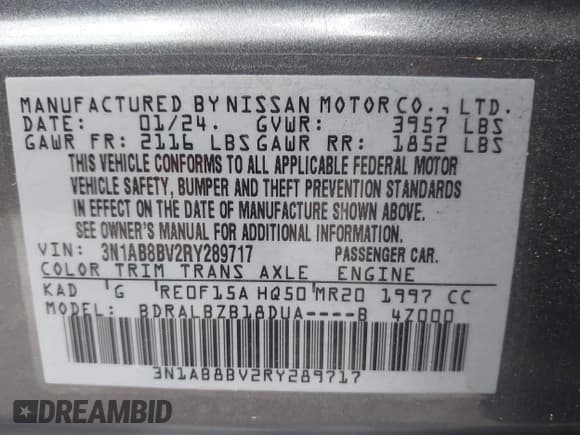 MANUFACTURED BY NISSAN MOTOR CO., LTD.
DATE: 01/24. GVWR: 3957 LBS
GAWR FR: 2116 LBS GAWR RR: 1852 LBS
THIS VEHICLE CONFORMS TO ALL APPLICABLE FEDERAL MOTOR
VEHICLE SAFETY, BUMPER AND THEFT PREVENTION STANDARDS
IN EFFECT ON THE DATE OF MANUFACTURE SHOWN ABOVE.
SEE OWNER'S MANUAL FOR ADDITIONAL INFORMATION.
VIN: 3N1AB8BV2RY289717 PASSENGER CAR.
COLOR TRIM TRANS AXLE ENGINE
KAD G RE0F15A HQ50 MR20 1997 CC
MODEL: BDRALBZB18DUA----B 4Z000
3N1AB8BV2RY289717
DREAMBID